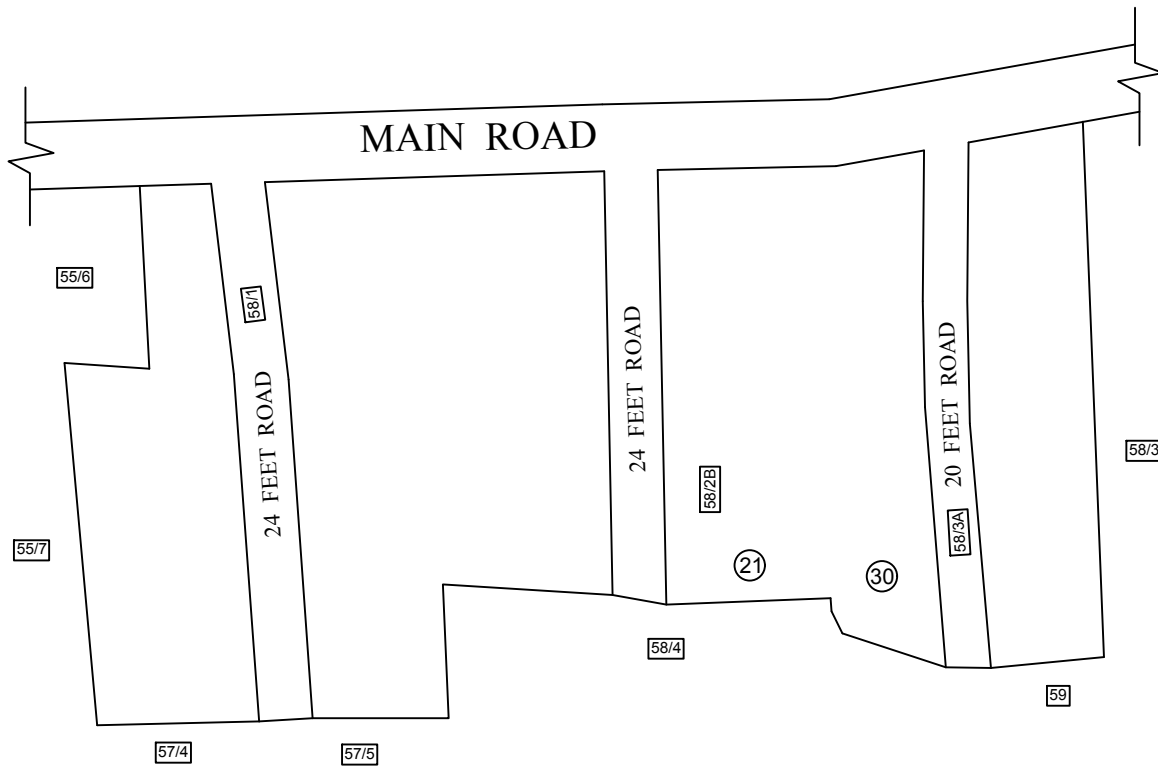 MAIN ROAD
55/6
58/1
24 FEET ROAD
24 FEET ROAD
20 FEET ROAD
58/3
58/2B
58/3A
55/7
21
30
58/4
59
57/4
57/5